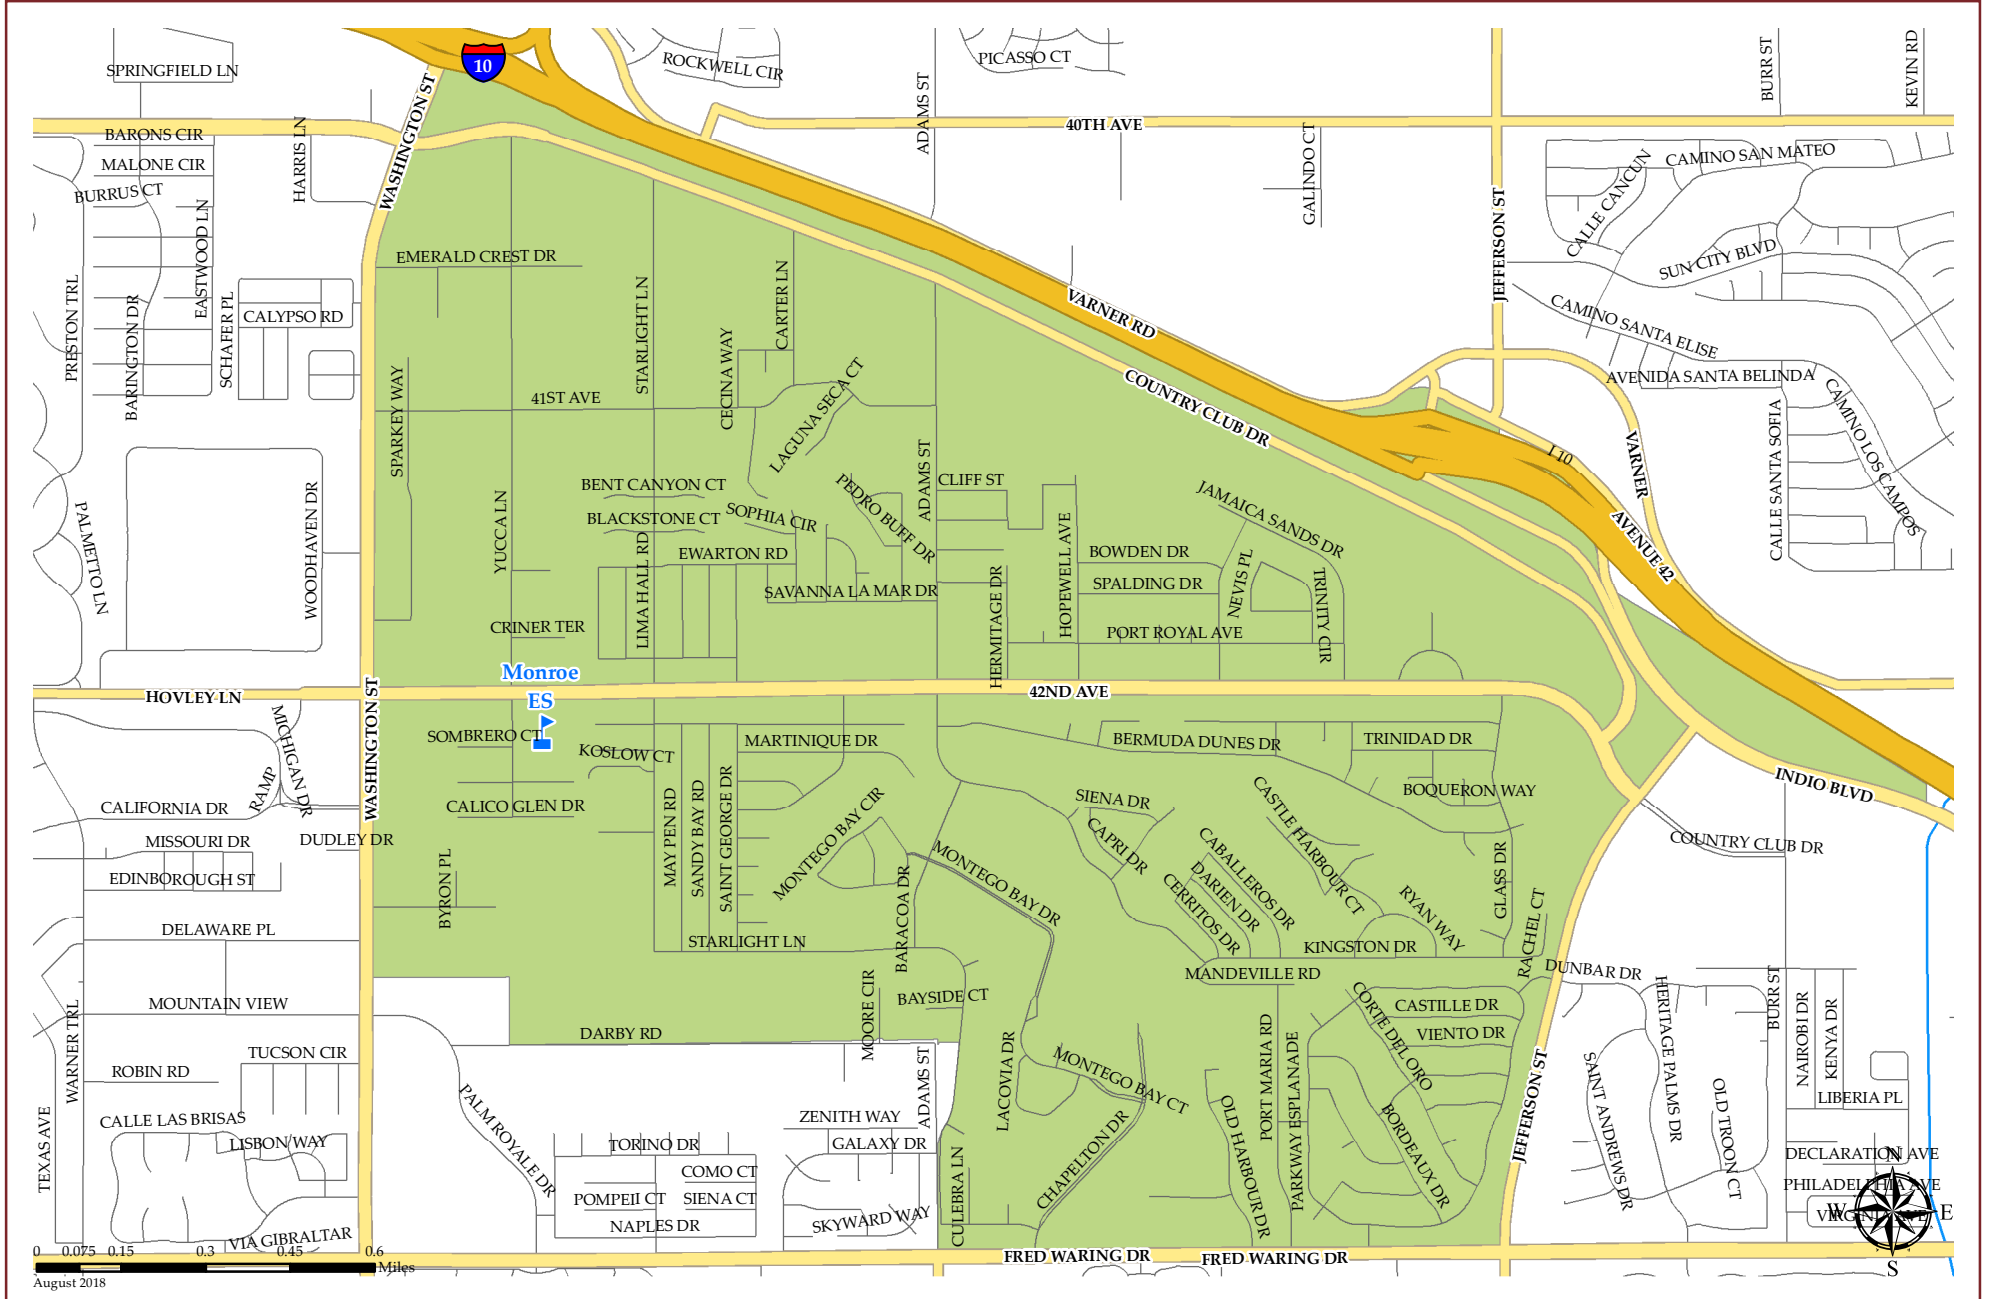 10
SPRINGFIELD LN
ROCKWELL CIR
PICASSO CT
BURR ST
KEVIN RD
WASHINGTON ST
ADAMS ST
BARONS CIR
HARRIS LN
40TH AVE
GALINDO CT
MALONE CIR
CAMINO SAN MATEO
BURRUS CT
CALLE CANCUN
EASTWOOD LN
JEFFERSON ST
EMERALD CREST DR
SUN CITY BLVD
PRESTON TRL
BARINGTON DR
SCHAFER PL
CALYPSO RD
STARLIGHT LN
CARTER LN
VARNER RD
CAMINO SANTA ELISE
CECINA WAY
SPARKEY WAY
41ST AVE
LAGUNA SECA CT
COUNTRY CLUB DR
AVENIDA SANTA BELINDA
CAMINO LOS CAMPOS
CALLE SANTA SOFIA
VARNER
I 10
PALMETTO LN
WOODHAVEN DR
YUCCA LN
BENT CANYON CT
PEDRO BUFF DR
ADAMS ST
CLIFF ST
JAMAICA SANDS DR
BLACKSTONE CT
SOPHIA CIR
AVENUE 42
LIMA HALL RD
EWARTON RD
HOPEWELL AVE
BOWDEN DR
SPALDING DR
NEVIS PL
TRINITY CIR
SAVANNA LA MAR DR
HERMITAGE DR
CRINER TER
PORT ROYAL AVE
Monroe
ES
HOVLEY LN
WASHINGTON ST
42ND AVE
MICHIGAN DR
RAMP
SOMBRERO CT
KOSLOW CT
MARTINIQUE DR
BERMUDA DUNES DR
TRINIDAD DR
INDIO BLVD
BOQUERON WAY
CALIFORNIA DR
CALICO GLEN DR
MAY PEN RD
SANDY BAY RD
SAINT GEORGE DR
MONTEGO BAY CIR
SIENA DR
CAPRI DR
CASTLE HARBOUR CT
MISSOURI DR
DUDLEY DR
COUNTRY CLUB DR
EDINBOROUGH ST
BYRON PL
BARACOA DR
MONTEGO BAY DR
CABALLEROS DR
DARIEN DR
CERRITOS DR
RYAN WAY
GLASS DR
RACHEL CT
DELAWARE PL
STARLIGHT LN
KINGSTON DR
MANDEVILLE RD
DUNBAR DR
MOUNTAIN VIEW
WARNER TRL
MOORE CIR
BAYSIDE CT
CORTE DEL ORO
CASTILLE DR
HERITAGE PALMS DR
BURR ST
NAIROBI DR
KENYA DR
DARBY RD
VIENTO DR
TUCSON CIR
ROBIN RD
LACOVIA DR
MONTEGO BAY CT
PORT MARIA RD
PARKWAY ESPLANADE
JEFFERSON ST
SAINT ANDREWS DR
OLD TROON CT
LIBERIA PL
TEXAS AVE
CALLE LAS BRISAS
PALM ROYALE DR
ZENITH WAY
ADAMS ST
CHAPELTON DR
OLD HARBOUR DR
BORDEAUX DR
LISBON WAY
TORINO DR
GALAXY DR
DECLARATION AVE
COMO CT
PHILADELPHIA AVE
POMPEII CT
SIENA CT
CULEBRA LN
VIRGINIA AVE
NAPLES DR
SKYWARD WAY
VIA GIBRALTAR
FRED WARING DR
FRED WARING DR
N
W
E
S
0 0.075 0.15 0.3 0.45 0.6
Miles
August 2018